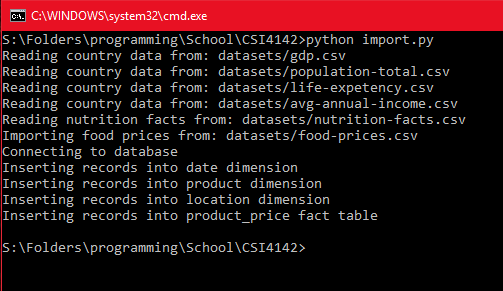 C:\WINDOWS\system32\cmd.exe
S:\Folders\programming\School\CSI4142>python import.py
Reading country data from: datasets/gdp.csv
Reading country data from: datasets/population-total.csv
Reading country data from: datasets/life-expetency.csv
Reading country data from: datasets/avg-annual-income.csv
Reading nutrition facts from: datasets/nutrition-facts.csv
Importing food prices from: datasets/food-prices.csv
Connecting to database
Inserting records into date dimension
Inserting records into product dimension
Inserting records into location dimension
Inserting records into product_price fact table
S:\Folders\programming\School\CSI4142>